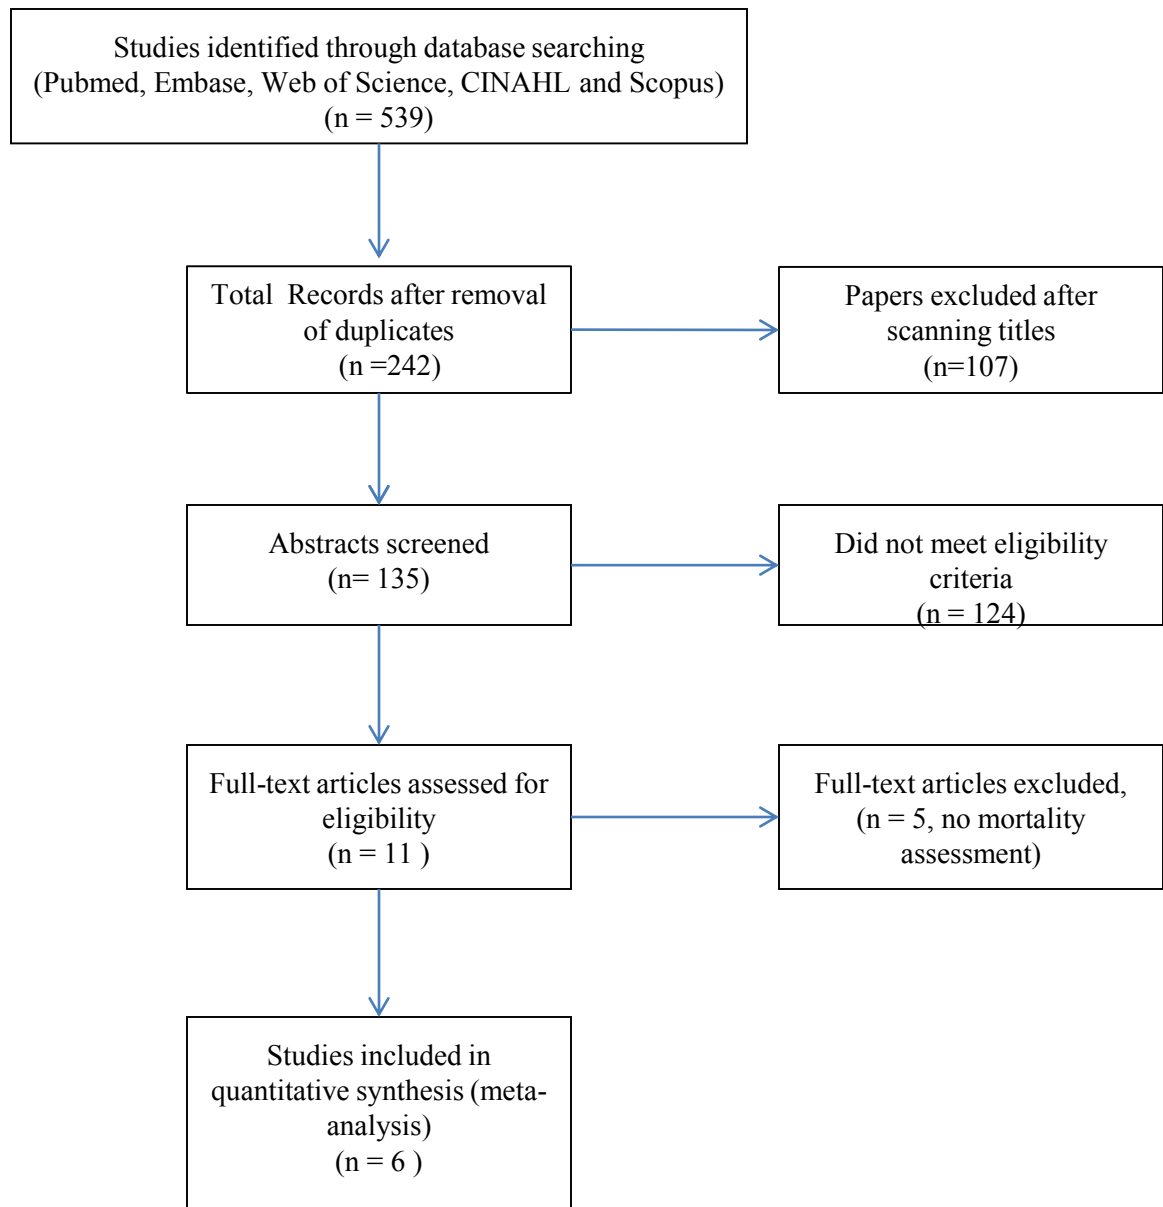 Studies identified through database searching
(Pubmed, Embase, Web of Science, CINAHL and Scopus)
(n = 539)
Total  Records after removal
of duplicates
(n =242)
Papers excluded after
scanning titles
(n=107)
Abstracts screened
(n= 135)
Did not meet eligibility
criteria
(n = 124)
Full-text articles assessed for
eligibility
(n = 11 )
Full-text articles excluded,
(n = 5, no mortality
assessment)
Studies included in
quantitative synthesis (meta-
analysis)
(n = 6 )